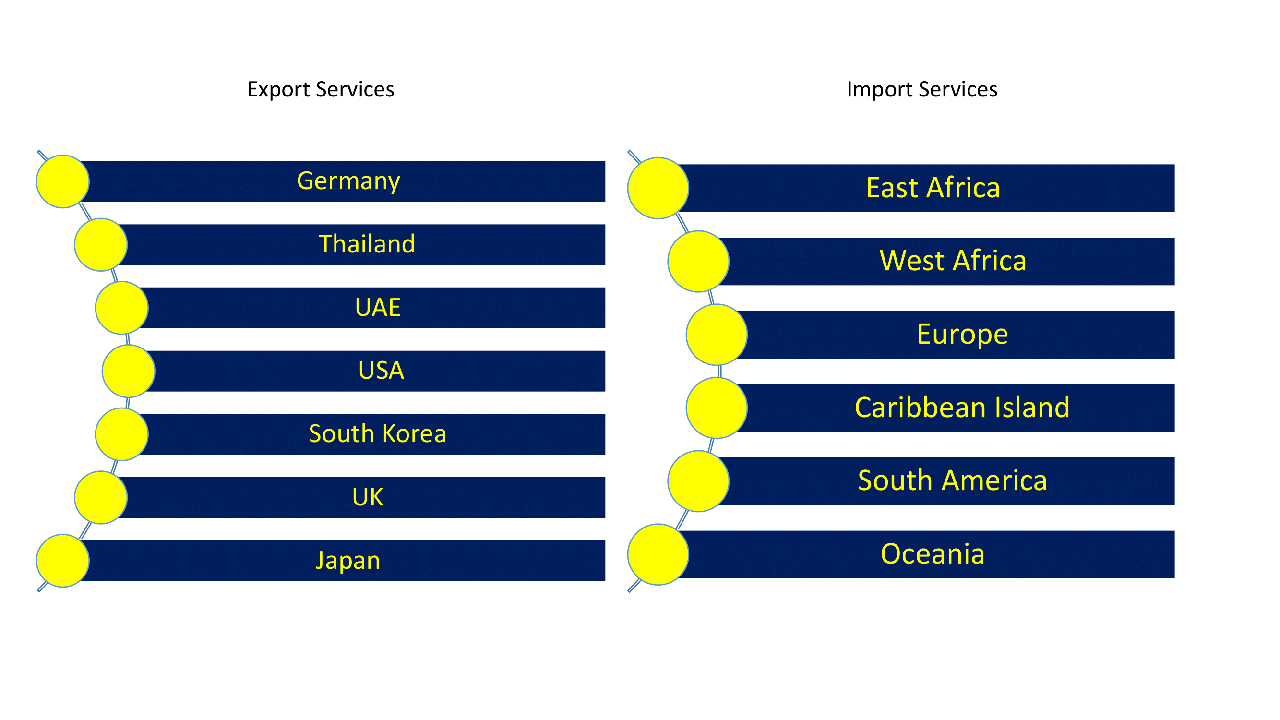 Export Services
Germany
Thailand
UAE
USA
South Korea
UK
Japan
Import Services
East Africa
West Africa
Europe
Caribbean Island
South America
Oceania